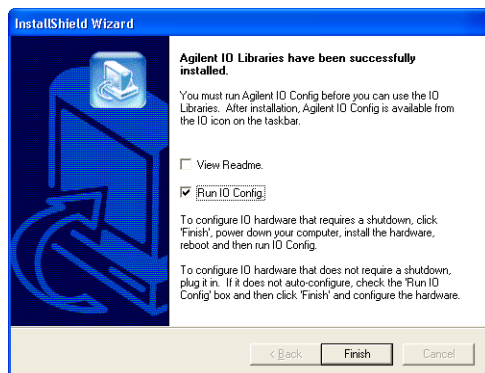 InstallShield Wizard
Agilent IO Libraries have been successfully
installed.
You must run Agilent IO Config before you can use the IO
Libraries. After installation, Agilent IO Config is available from
the IO icon on the taskbar.
View Readme.
Run IO Config.
To configure IO hardware that requires a shutdown, click
'Finish', power down your computer, install the hardware,
reboot and then run IO Config.
To configure IO hardware that does not require a shutdown,
plug it in. If it does not auto-configure, check the 'Run IO
Config' box and then click 'Finish' and configure the hardware.
< Back
Finish
Cancel